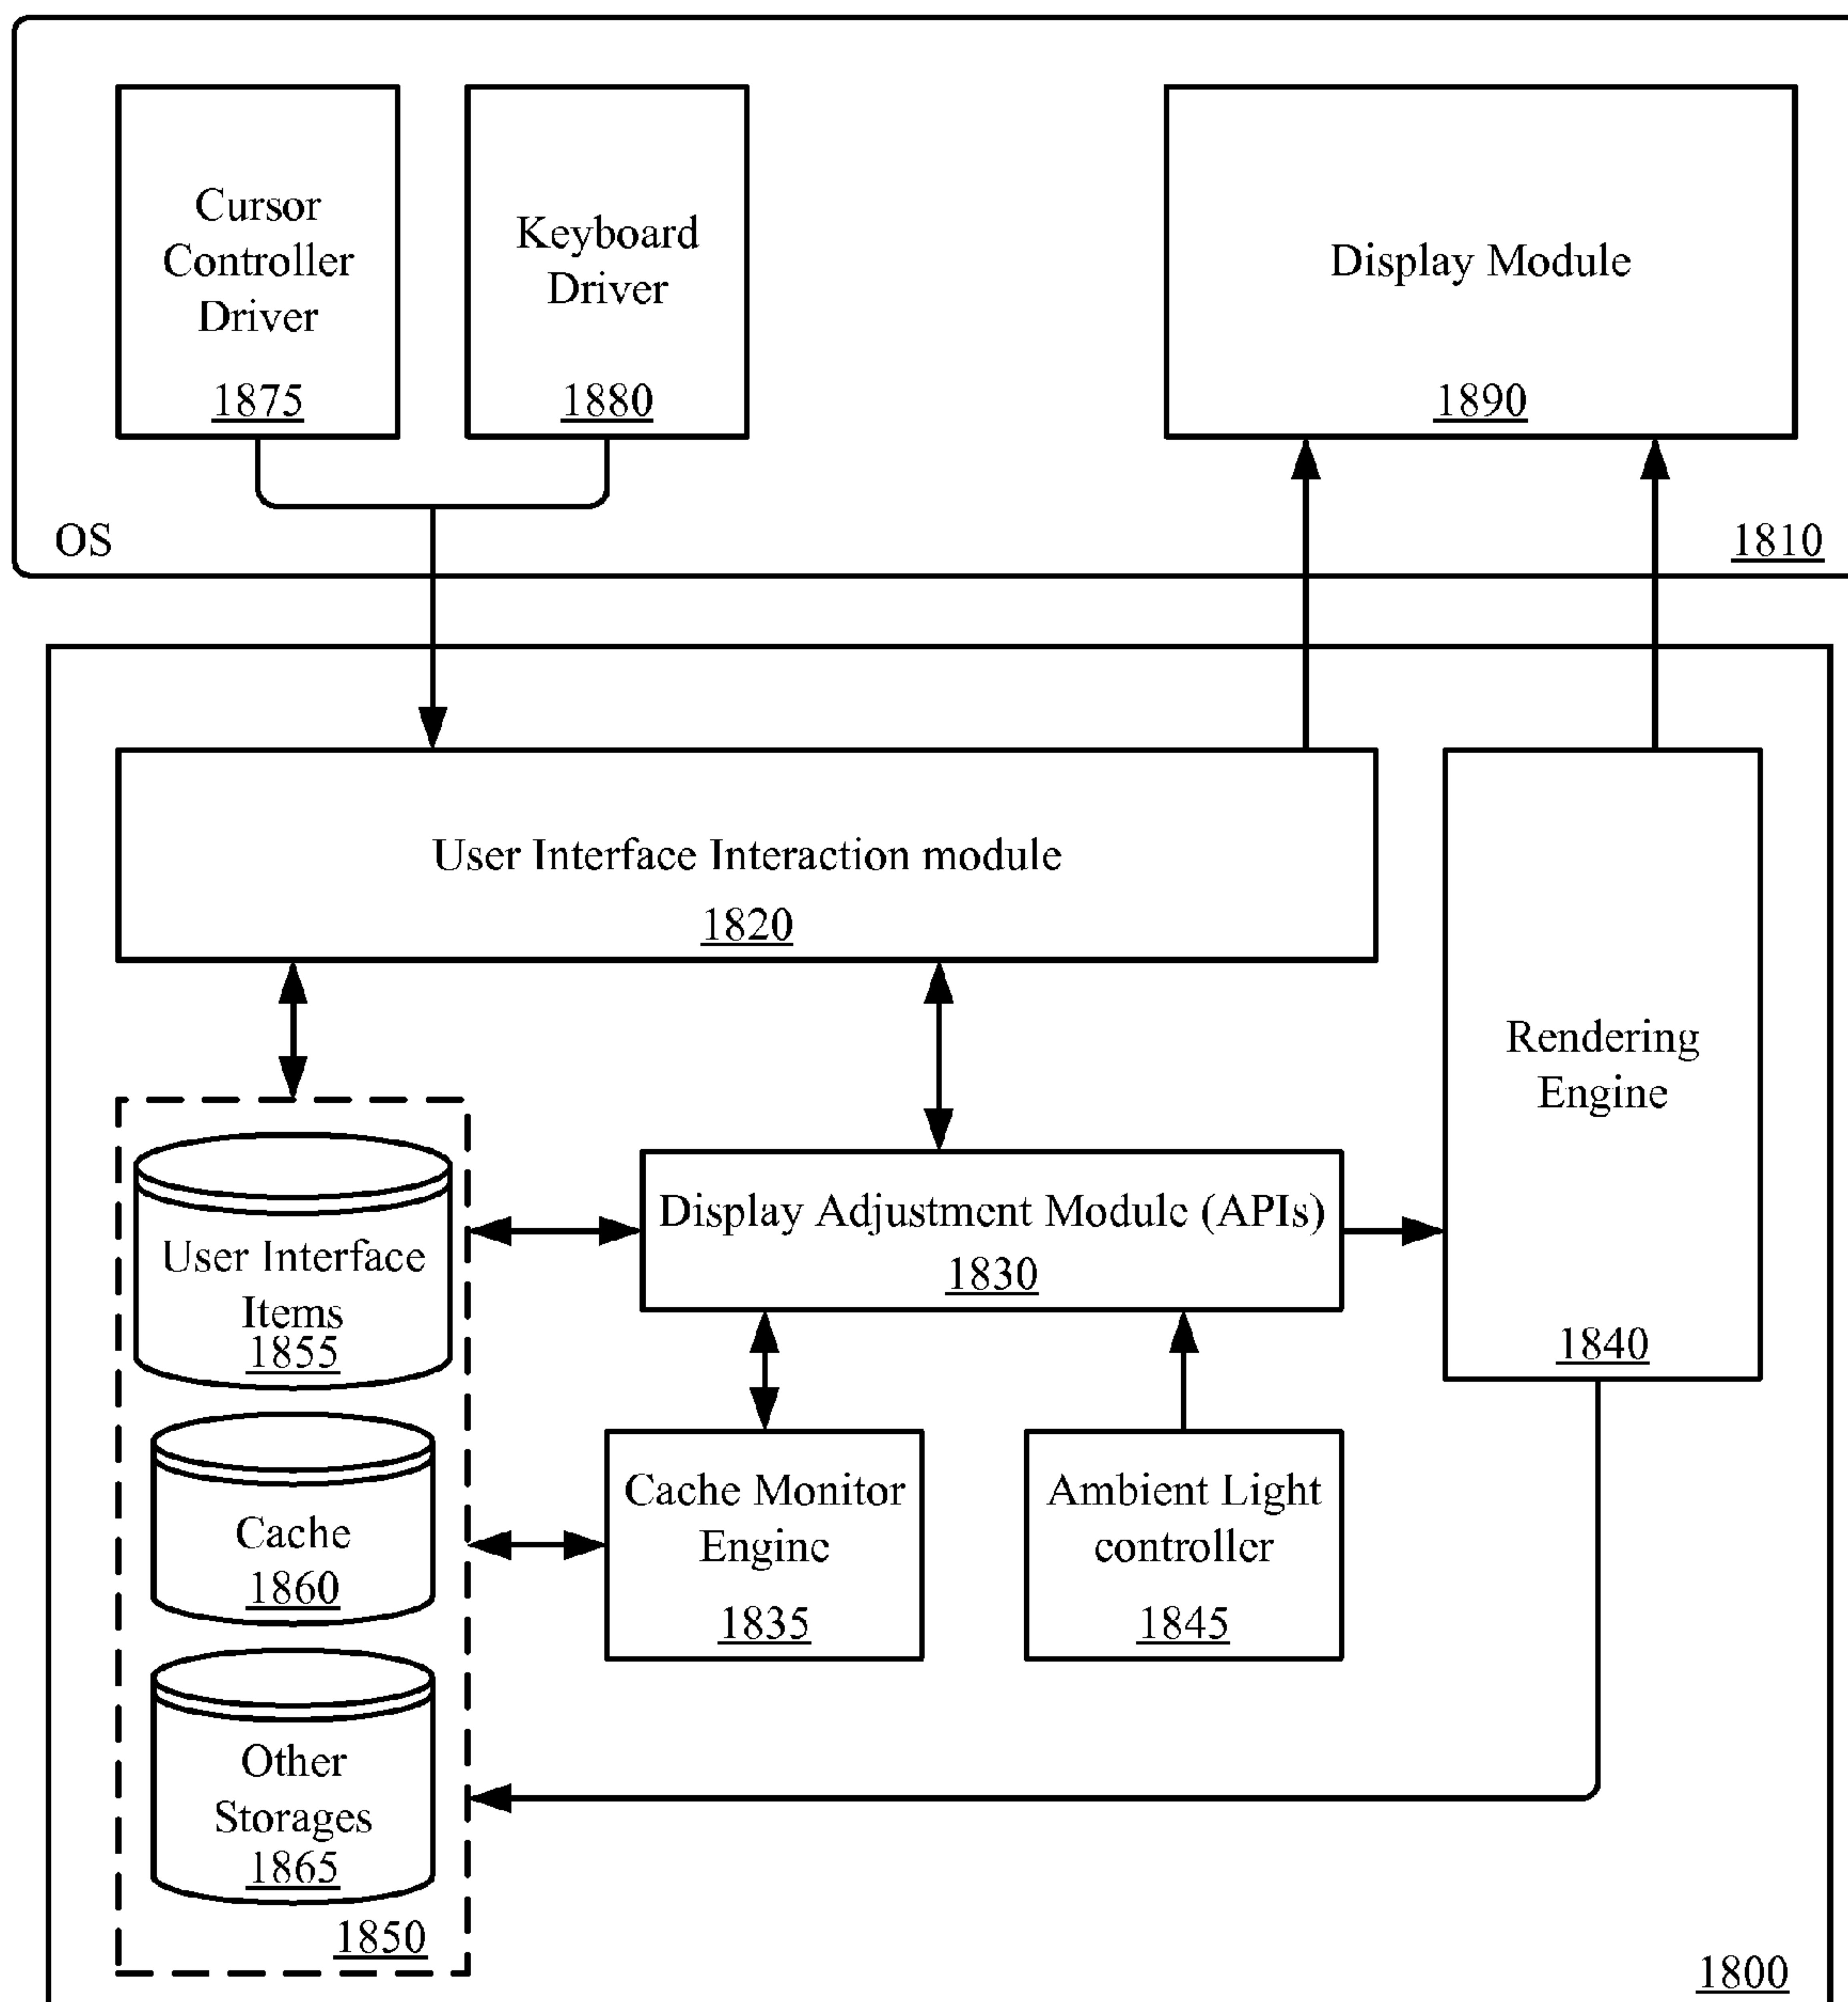 Cursor
Controller
Driver
1875
Keyboard
Driver
1880
Display Module
1890
OS
1810
User Interface Interaction module
1820
Rendering
Engine
1840
Display Adjustment Module (APIs)
1830
User Interface
Items
1855
Cache
1860
Other
Storages
1865
1850
Cache Monitor
Engine
1835
Ambient Light
controller
1845
1800